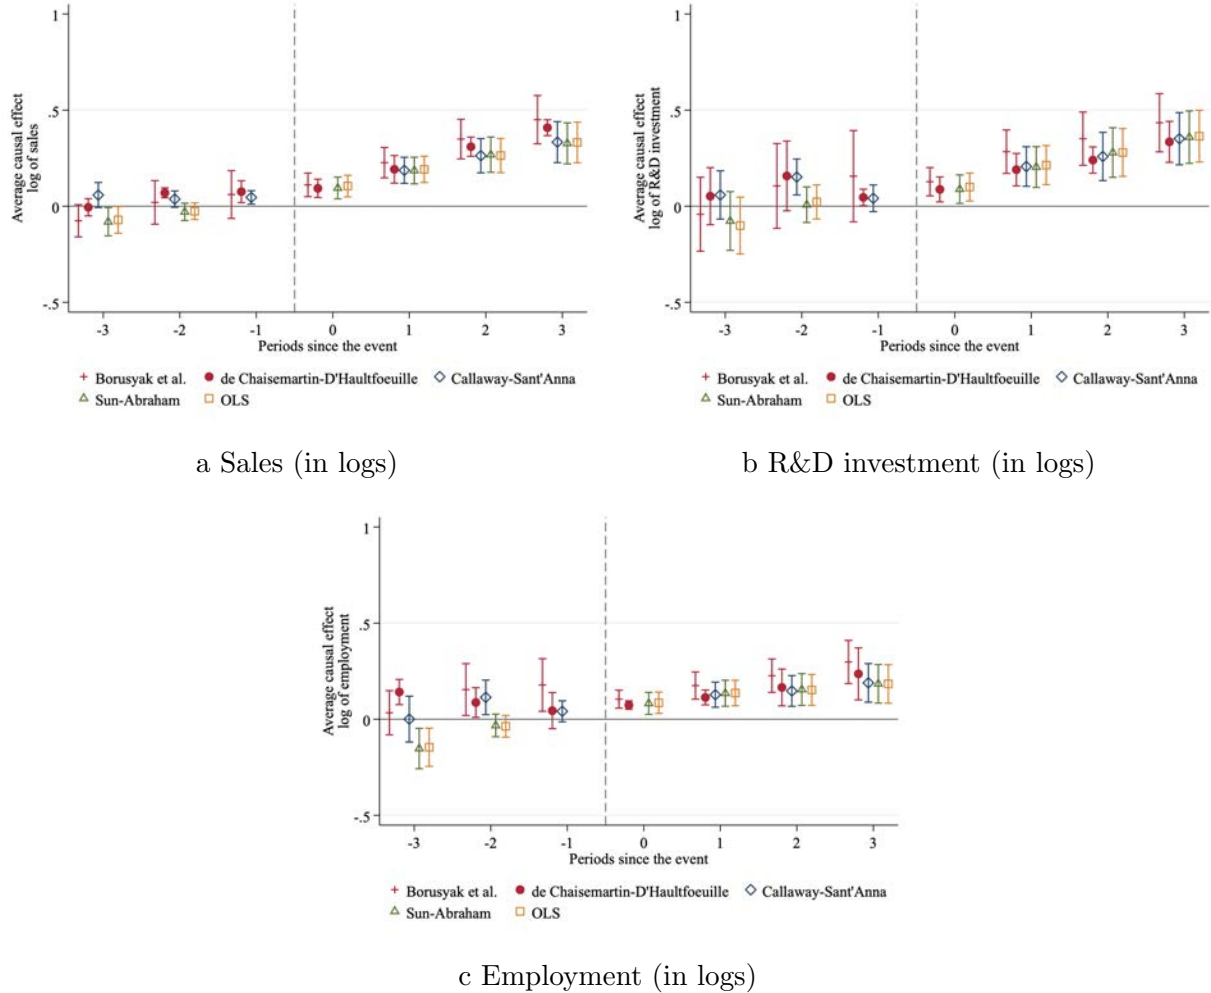 1
.5
0
-.5
Average causal effect
log of sales
-3 -2 -1 0 1 2 3
Periods since the event
Borusyak et al. de Chaisemartin-D'Haultfoeuille Callaway-Sant'Anna
Sun-Abraham OLS
a Sales (in logs)
1
.5
0
-.5
Average causal effect
log of R&D investment
-3 -2 -1 0 1 2 3
Periods since the event
Borusyak et al. de Chaisemartin-D'Haultfoeuille Callaway-Sant'Anna
Sun-Abraham OLS
b R&D investment (in logs)
1
.5
0
-.5
Average causal effect
log of employment
-3 -2 -1 0 1 2 3
Periods since the event
Borusyak et al. de Chaisemartin-D'Haultfoeuille Callaway-Sant'Anna
Sun-Abraham OLS
c Employment (in logs)